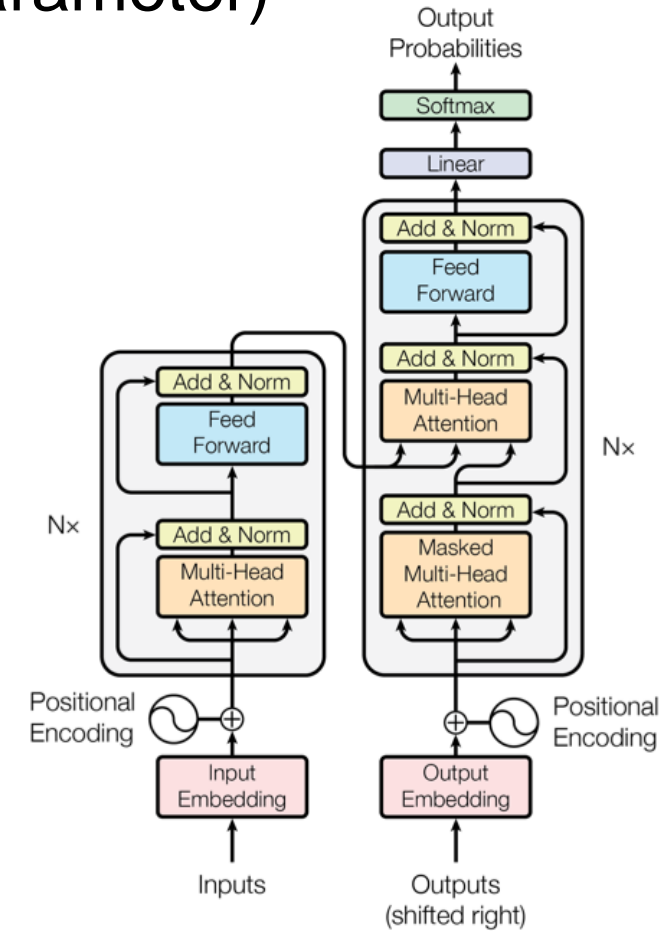 Output
Probabilities
Softmax
Linear
Add & Norm
Feed
Forward
Add & Norm
Multi-Head
Attention
Nx
Add & Norm
Masked
Multi-Head
Attention
Add & Norm
Feed
Forward
Nx
Add & Norm
Multi-Head
Attention
Positional
Encoding
Positional
Encoding
Input
Embedding
Output
Embedding
Inputs
Outputs
(shifted right)